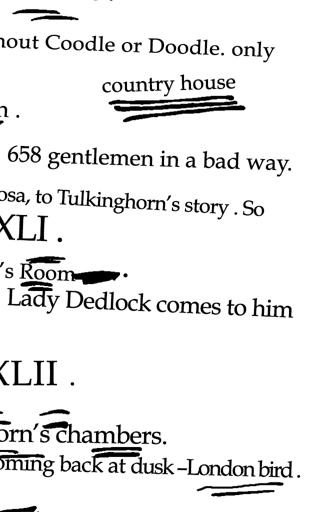 hout Coodle or Doodle. only
country house
n .
658 gentlemen in a bad way.
osa, to Tulkinghorn's story . So
XLI .
's Room .
Lady Dedlock comes to him
XLII .
orn's chambers.
oming back at dusk – London bird .